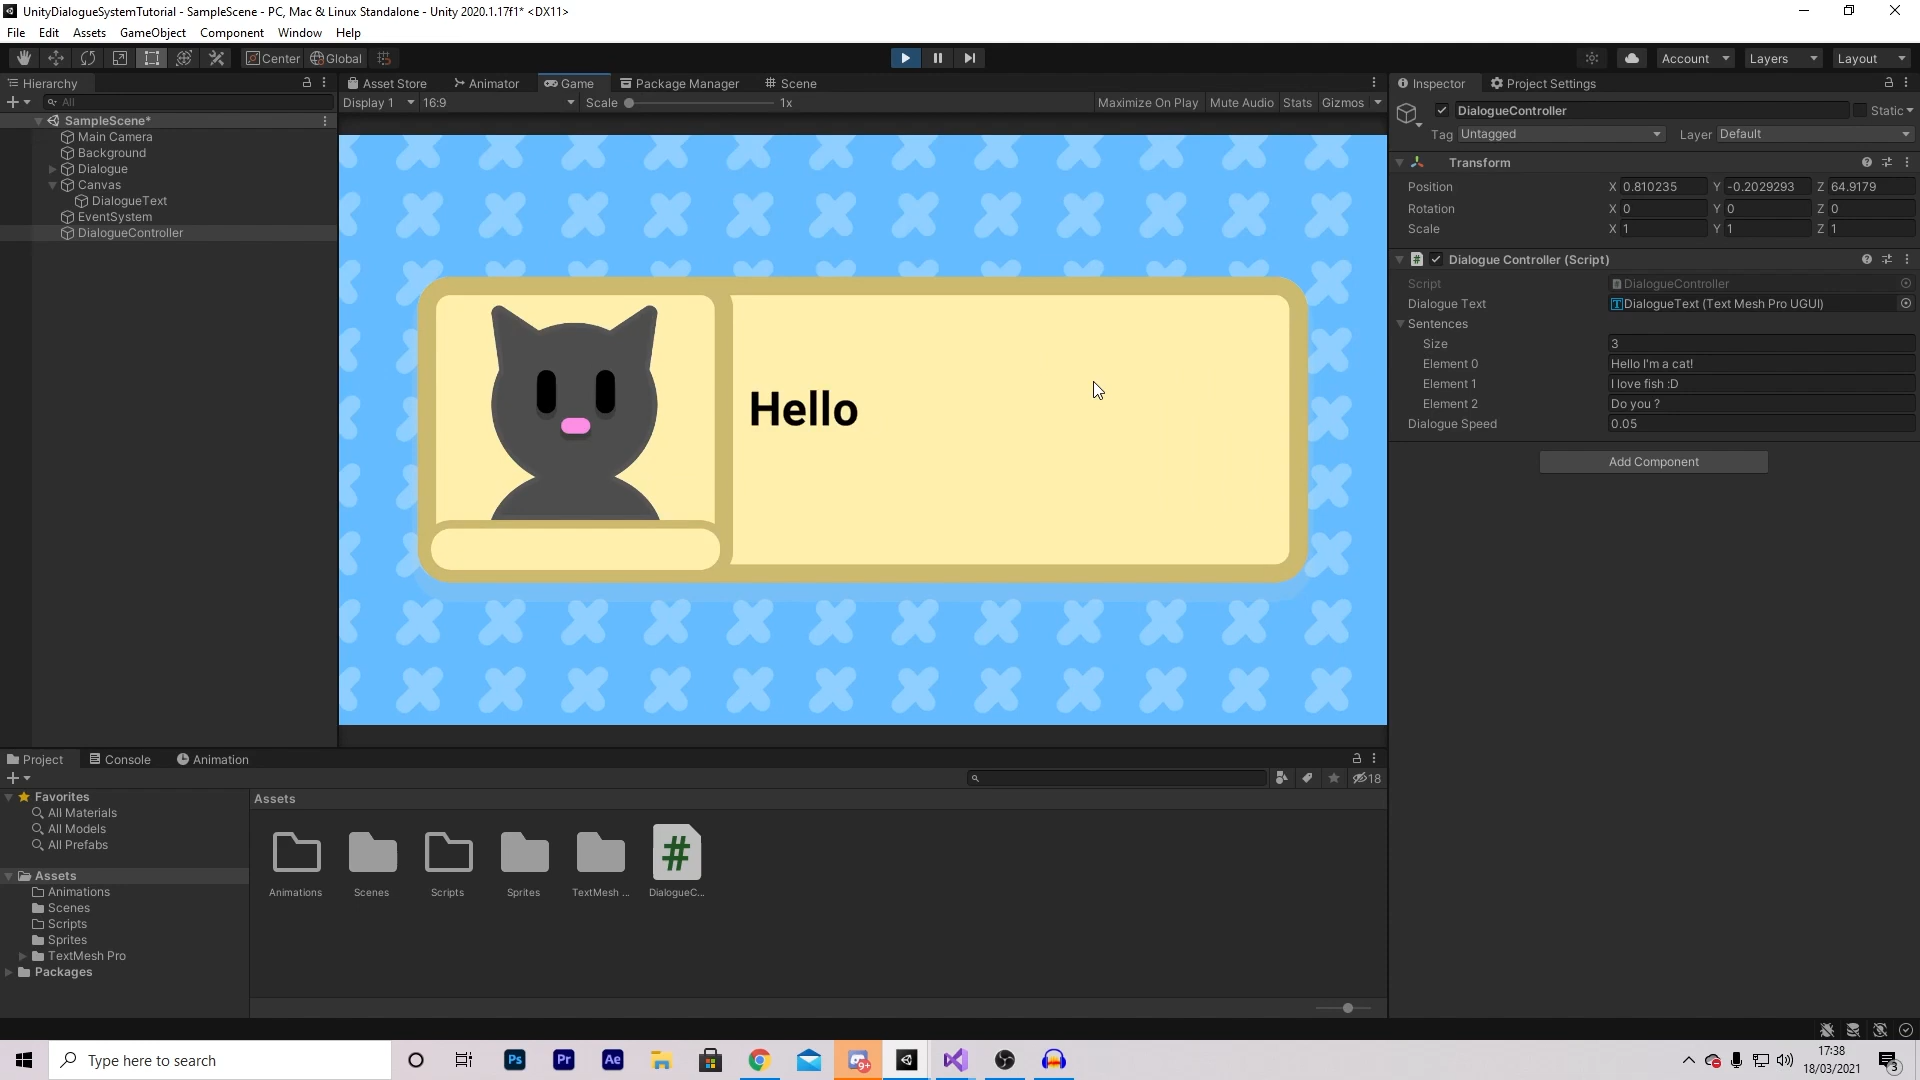 UnityDialogueSystemTutorial - SampleScene - PC, Mac & Linux Standalone - Unity 2020.1.17f1* <DX11>
File Edit Assets GameObject Component Window Help
Center Global Account Layers Layout
Hierarchy
All
SampleScene*
Main Camera
Background
Dialogue
Canvas
DialogueText
EventSystem
DialogueController
Asset Store Animator Game Package Manager Scene
Display 1 16:9 Scale 1x Maximize On Play Mute Audio Stats Gizmos
Hello
Inspector Project Settings
DialogueController Static
Tag Untagged Layer Default
Transform
Position X 0.810235 Y -0.2029293 Z 64.9179
Rotation X 0 Y 0 Z 0
Scale X 1 Y 1 Z 1
# Dialogue Controller (Script)
Script DialogueController
Dialogue Text DialogueText (Text Mesh Pro UGUI)
Sentences
Size 3
Element 0 Hello I'm a cat!
Element 1 I love fish :D
Element 2 Do you ?
Dialogue Speed 0.05
Add Component
Project Console Animation
18
Favorites
All Materials
All Models
All Prefabs
Assets
Animations
Scenes
Scripts
Sprites
TextMesh Pro
Packages
Assets
#
Animations Scenes Scripts Sprites TextMesh ... DialogueC...
Type here to search
Ps Pr Ae 9+
17:38
18/03/2021
3